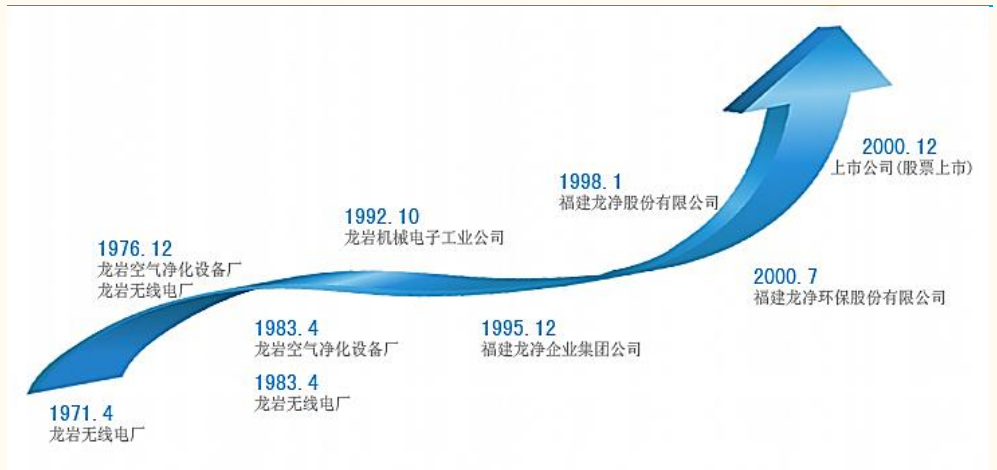 1971.4
龙岩无线电厂
1976.12
龙岩空气净化设备厂
龙岩无线电厂
1983.4
龙岩空气净化设备厂
1983.4
龙岩无线电厂
1992.10
龙岩机械电子工业公司
1995.12
福建龙净企业集团公司
1998.1
福建龙净股份有限公司
2000.7
福建龙净环保股份有限公司
2000.12
上市公司(股票上市)